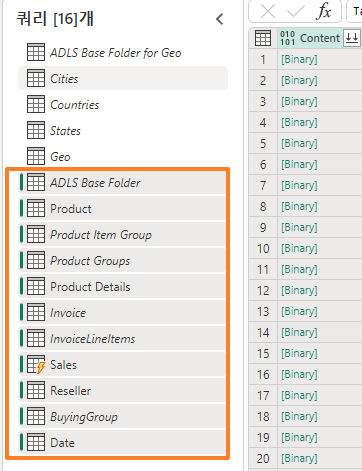 쿼리 [16]개
ADLS Base Folder for Geo
Cities
Countries
States
Geo
ADLS Base Folder
Product
Product Item Group
Product Groups
Product Details
Invoice
InvoiceLineItems
Sales
Reseller
BuyingGroup
Date
fx Ta
010 101 Content
1 [Binary]
2 [Binary]
3 [Binary]
4 [Binary]
5 [Binary]
6 [Binary]
7 [Binary]
8 [Binary]
9 [Binary]
10 [Binary]
11 [Binary]
12 [Binary]
13 [Binary]
14 [Binary]
15 [Binary]
16 [Binary]
17 [Binary]
18 [Binary]
19 [Binary]
20 [Binary]